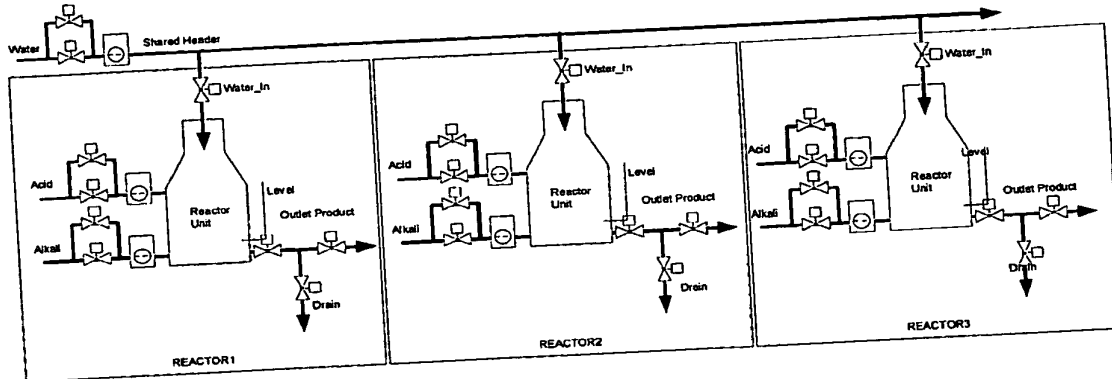 Water
Shared Header
Water_In
Acid
Alkali
Reactor
Unit
Level
Outlet Product
Drain
REACTOR1
Water_In
Acid
Alkali
Reactor
Unit
Level
Outlet Product
Drain
REACTOR2
Water_In
Acid
Alkali
Reactor
Unit
Level
Outlet Product
Drain
REACTOR3